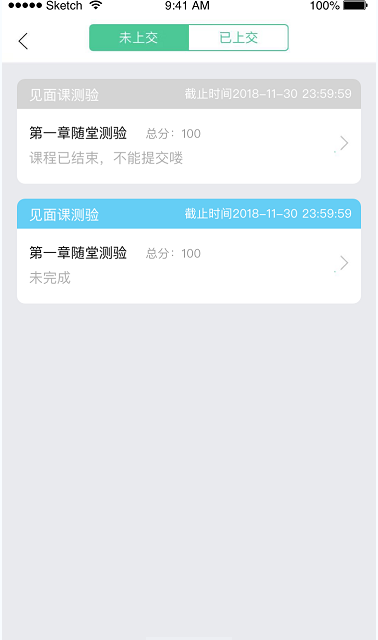 Sketch 9:41 AM 100%
未上交 已上交
见面课测验 截止时间2018-11-30 23:59:59
第一章随堂测验 总分：100
课程已结束，不能提交喽
见面课测验 截止时间2018-11-30 23:59:59
第一章随堂测验 总分：100
未完成